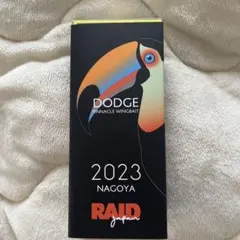 DODGE
PINNACLE WINGBAIT
2023
NAGOYA
RAID
Japan